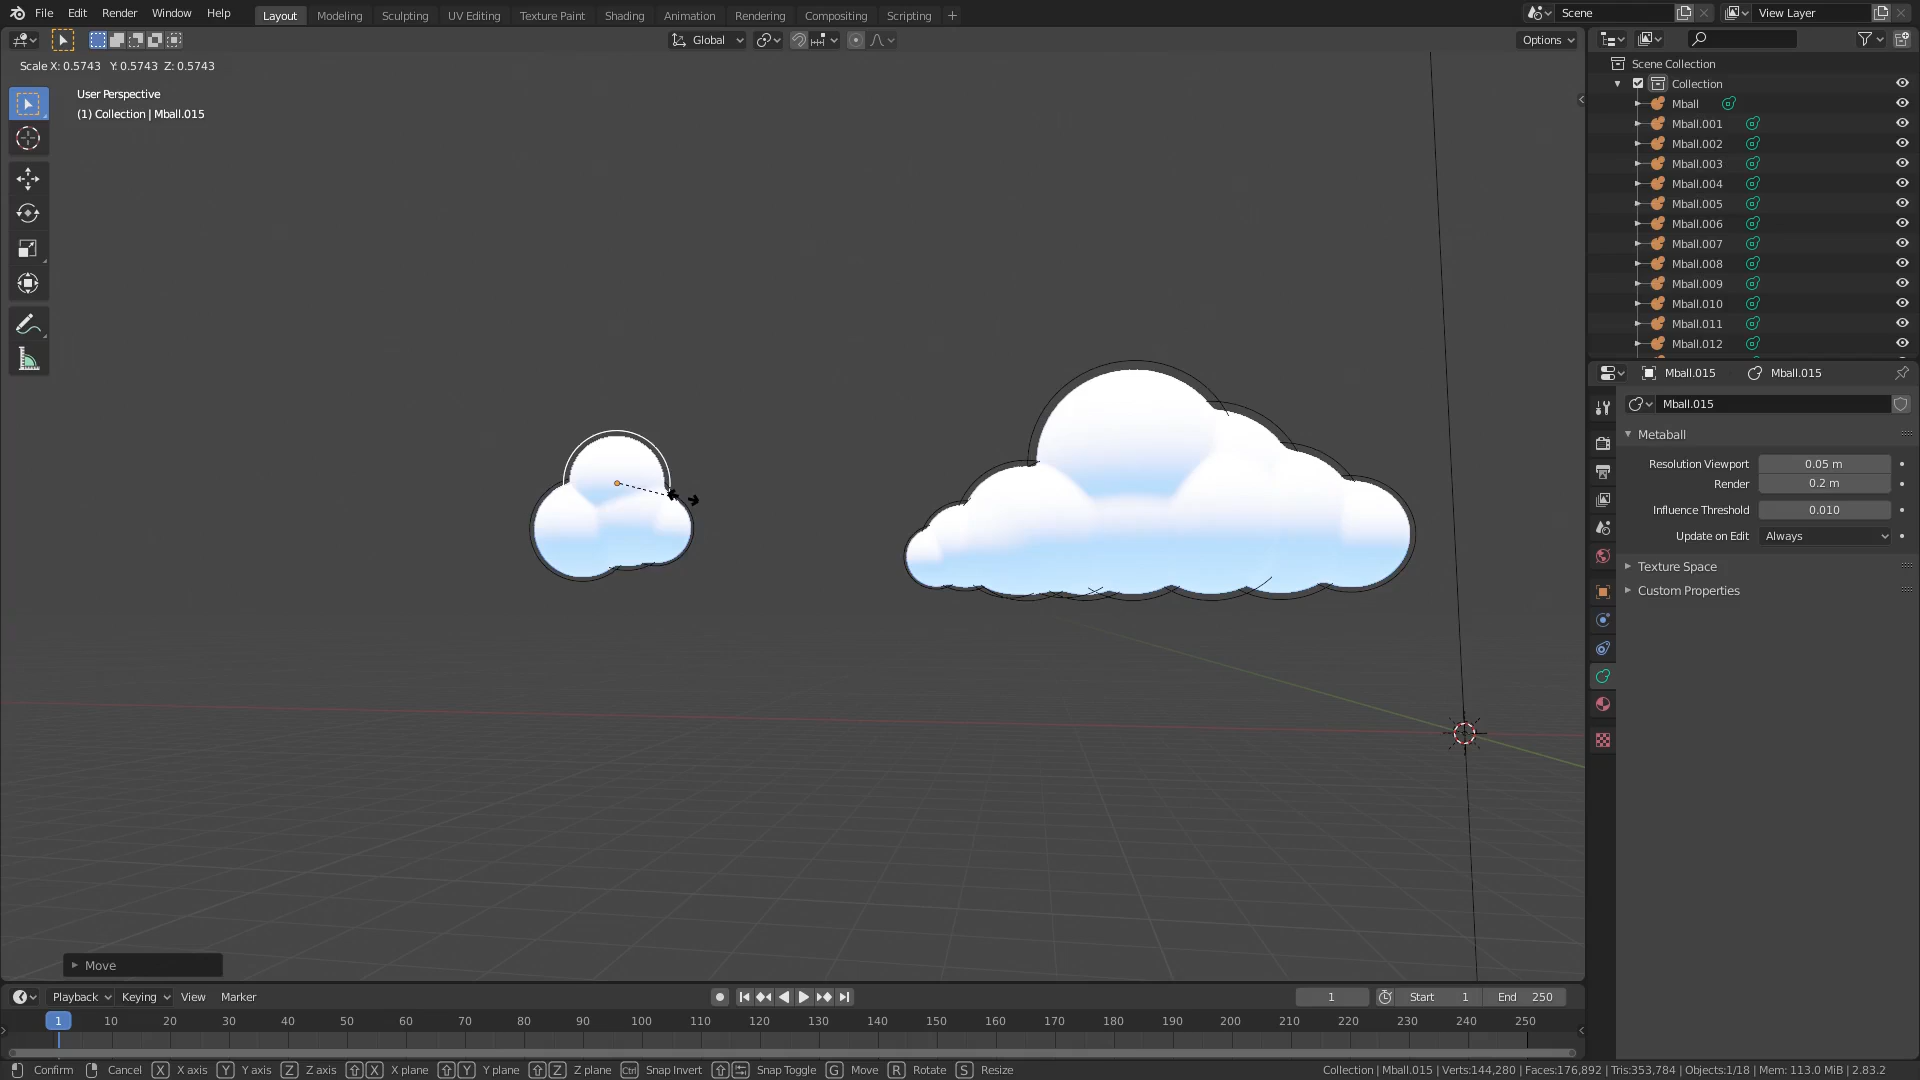 File Edit Render Window Help
Layout Modeling Sculpting UV Editing Texture Paint Shading Animation Rendering Compositing Scripting +
Scene
View Layer
Global
Options
Scale X: 0.5743 Y: 0.5743 Z: 0.5743
User Perspective
(1) Collection | Mball.015
Scene Collection
Collection
Mball
Mball.001
Mball.002
Mball.003
Mball.004
Mball.005
Mball.006
Mball.007
Mball.008
Mball.009
Mball.010
Mball.011
Mball.012
Mball.015 Mball.015
Mball.015
Metaball
Resolution Viewport 0.05 m
Render 0.2 m
Influence Threshold 0.010
Update on Edit Always
Texture Space
Custom Properties
Move
Playback Keying View Marker
1 Start 1 End 250
1 10 20 30 40 50 60 70 80 90 100 110 120 130 140 150 160 170 180 190 200 210 220 230 240 250
Confirm Cancel X X axis Y Y axis Z Z axis X X plane Y Y plane Z Z plane Ctrl Snap Invert Snap Toggle G Move R Rotate S Resize
Collection | Mball.015 | Verts:144,280 | Faces:176,892 | Tris:353,784 | Objects:1/18 | Mem: 113.0 MiB | 2.83.2